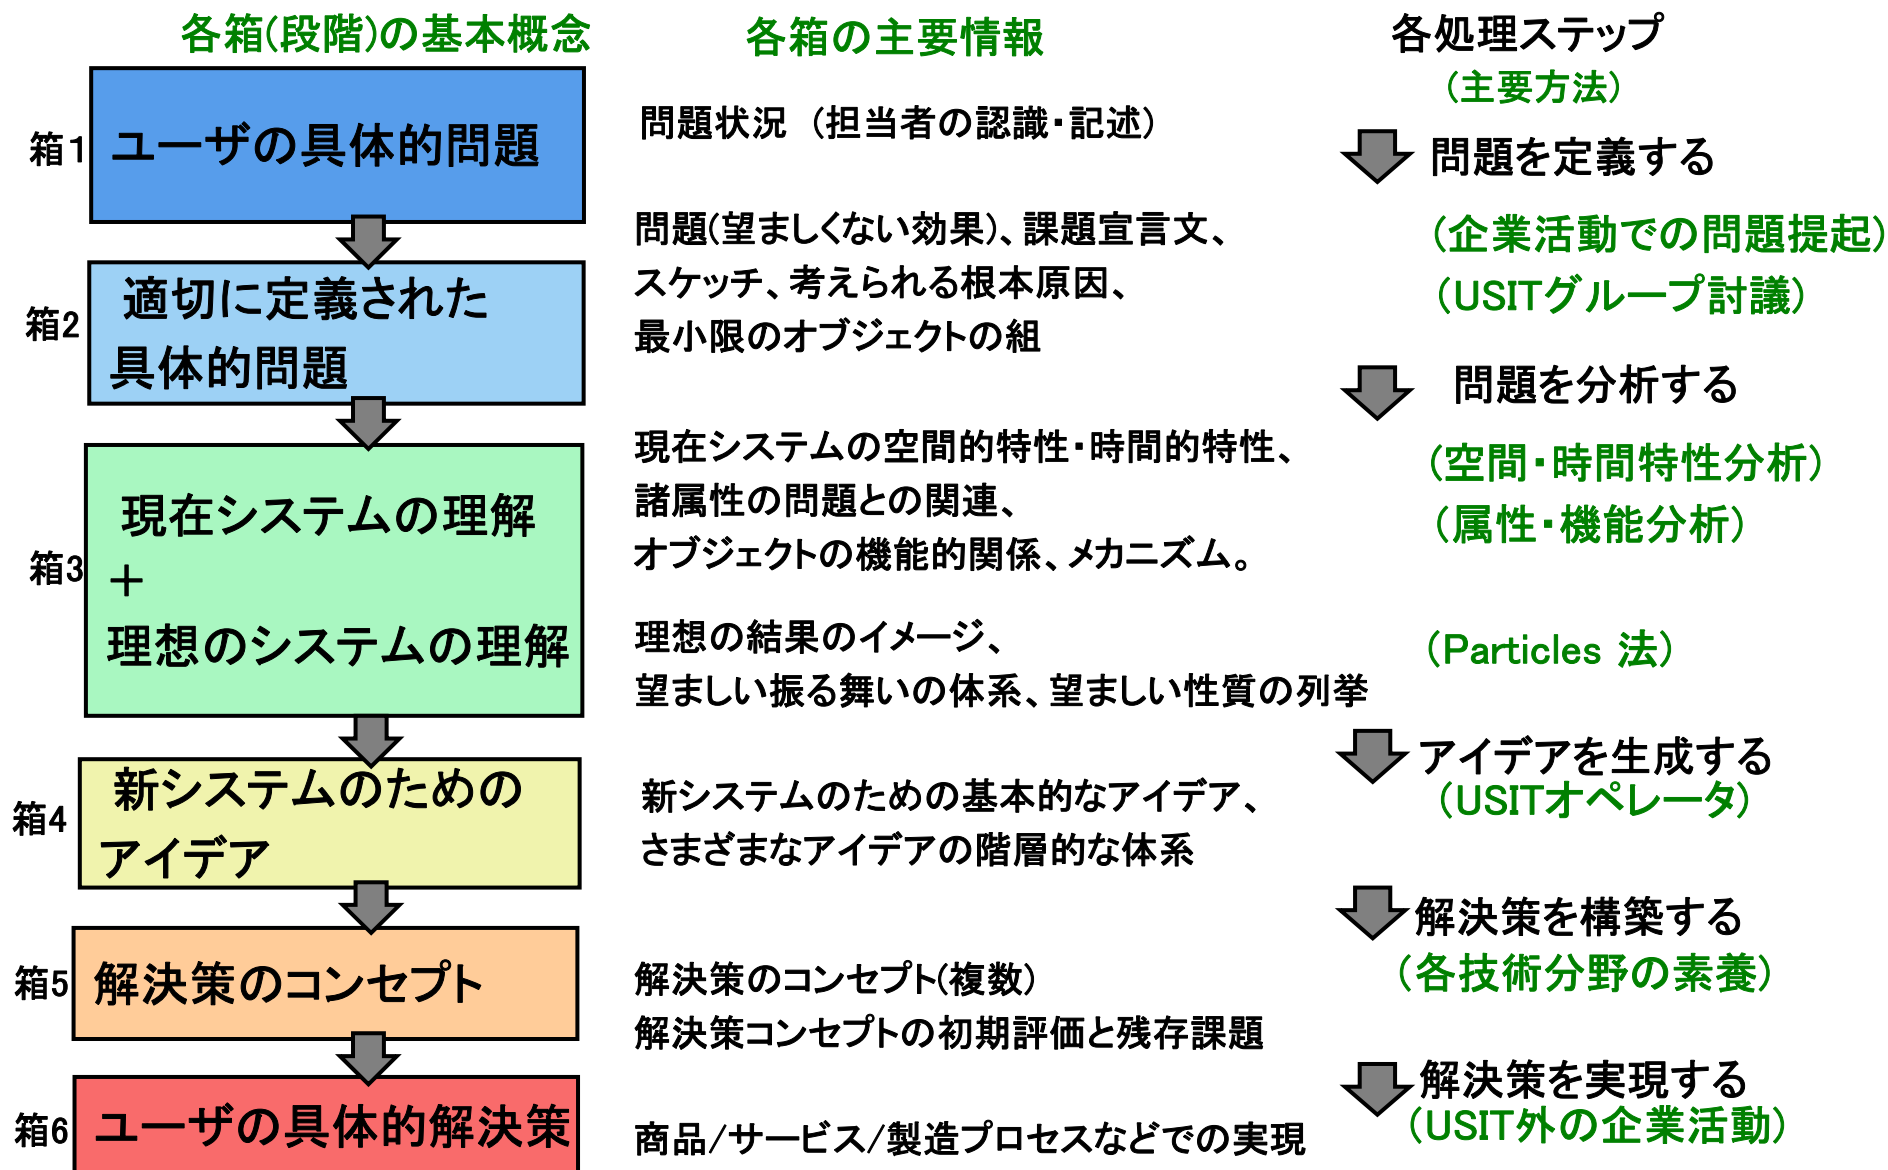 各箱(段階)の基本概念
各箱の主要情報
各処理ステップ
(主要方法)
箱1
ユーザの具体的問題
問題状況 (担当者の認識・記述)
問題を定義する
(企業活動での問題提起)
(USITグループ討議)
箱2
適切に定義された
具体的問題
問題(望ましくない効果)、課題宣言文、
スケッチ、考えられる根本原因、
最小限のオブジェクトの組
問題を分析する
(空間・時間特性分析)
(属性・機能分析)
箱3
現在システムの理解
+
理想のシステムの理解
現在システムの空間的特性・時間的特性、
諸属性の問題との関連、
オブジェクトの機能的関係、メカニズム。
理想の結果のイメージ、
望ましい振る舞いの体系、望ましい性質の列挙
(Particles 法)
アイデアを生成する
(USITオペレータ)
箱4
新システムのための
アイデア
新システムのための基本的なアイデア、
さまざまなアイデアの階層的な体系
解決策を構築する
(各技術分野の素養)
箱5
解決策のコンセプト
解決策のコンセプト(複数)
解決策コンセプトの初期評価と残存課題
解決策を実現する
(USIT外の企業活動)
箱6
ユーザの具体的解決策
商品/サービス/製造プロセスなどでの実現